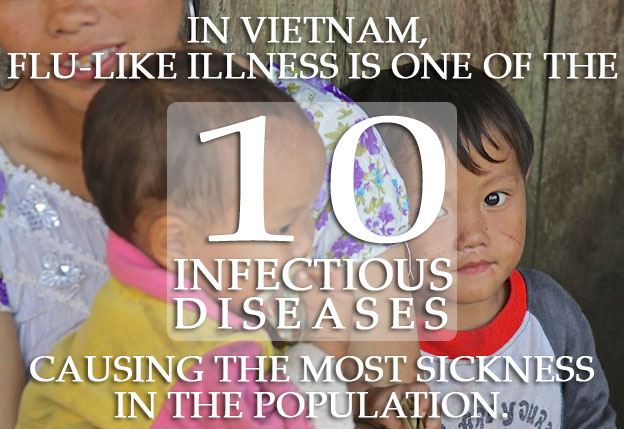 IN VIETNAM,
FLU-LIKE ILLNESS IS ONE OF THE
10
INFECTIOUS
DISEASES
CAUSING THE MOST SICKNESS
IN THE POPULATION.